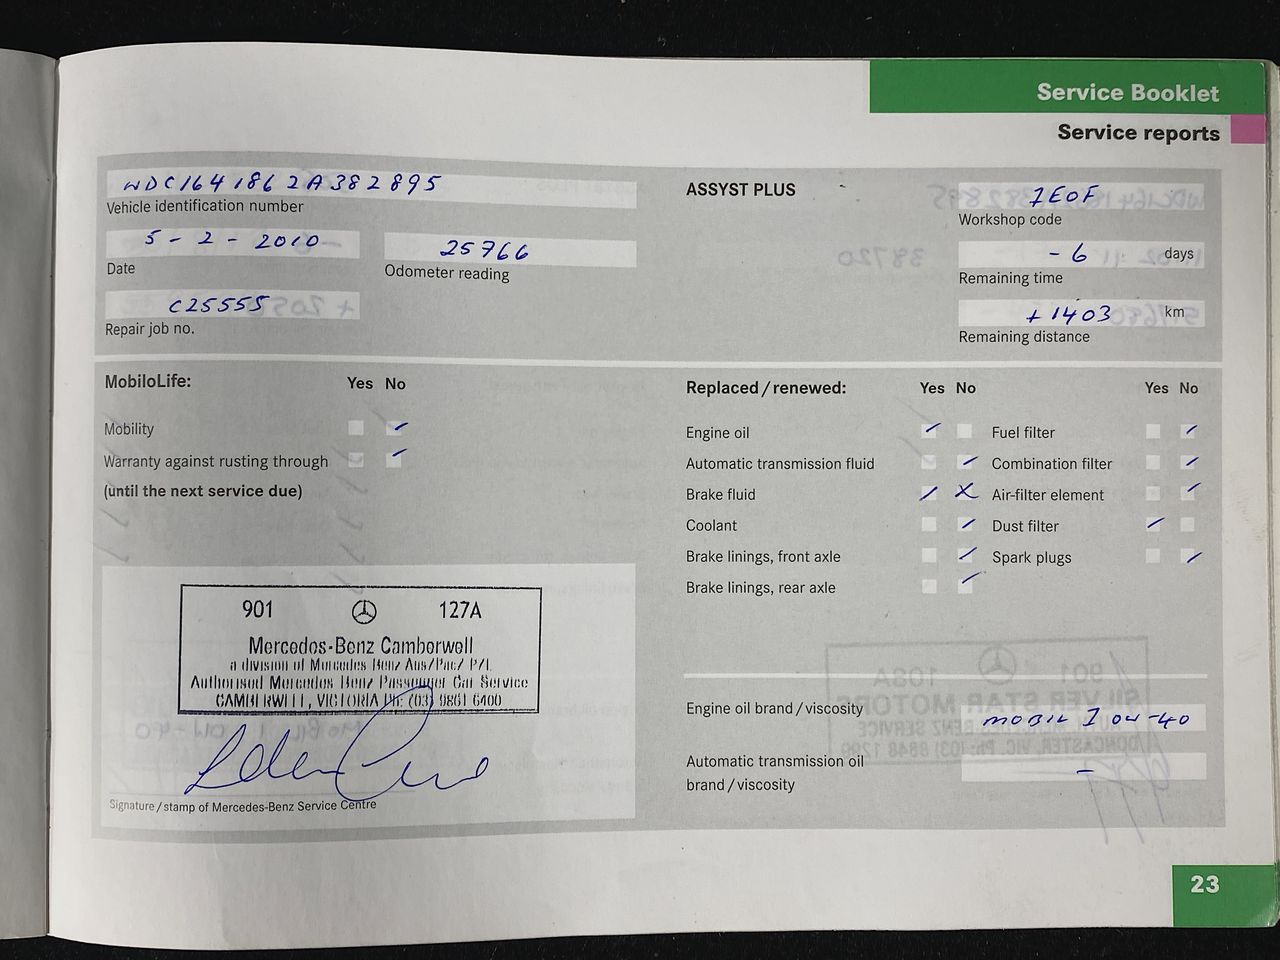 Service Booklet
Service reports
WDC1641862A382895
Vehicle identification number
5-2-2010
Date
25766
Odometer reading
C25555
Repair job no.
ASSYST PLUS
1EOF
Workshop code
-6 days
Remaining time
+1403 km
Remaining distance
MobiloLife: Yes No
Mobility
Warranty against rusting through
(until the next service due)
Replaced/renewed: Yes No Yes No
Engine oil Fuel filter
Automatic transmission fluid Combination filter
Brake fluid Air-filter element
Coolant Dust filter
Brake linings, front axle Spark plugs
Brake linings, rear axle
901 127A
Mercedes-Benz Camberwell
a division of Mercedes Benz Aus/Pac/ P/L
Authorised Mercedes Benz Passenger Car Service
CAMBERWELL, VICTORIA Ph: (03) 9861 6400
Signature/stamp of Mercedes-Benz Service Centre
Engine oil brand/viscosity
MOBIL 1 0W-40
Automatic transmission oil
brand/viscosity
-
23